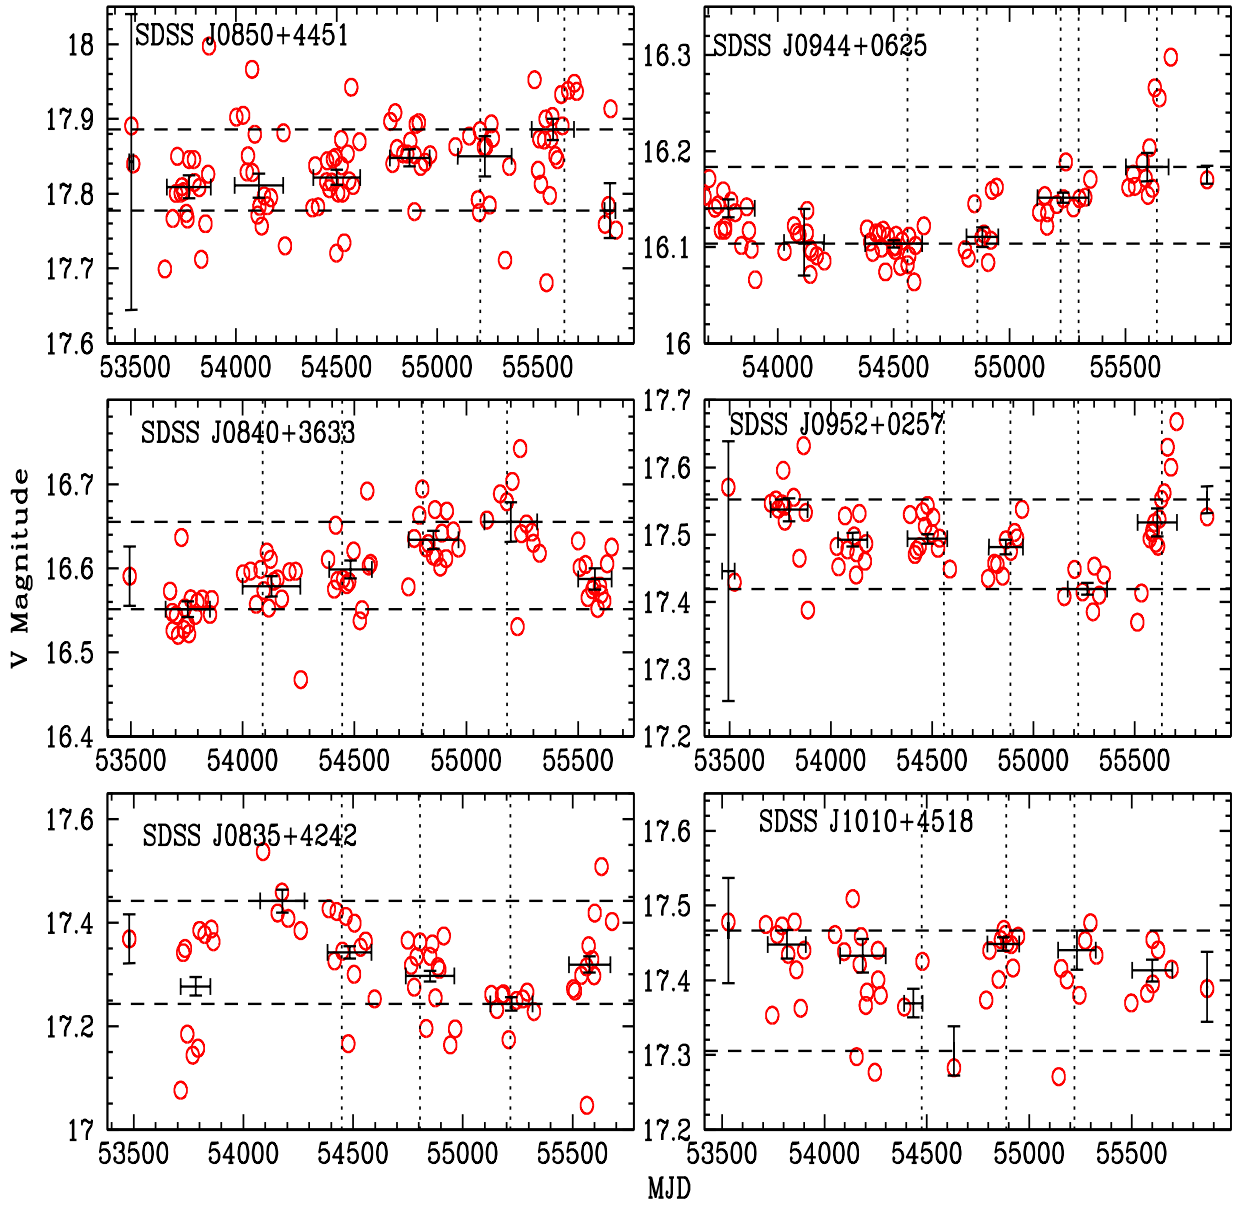 SDSS J0850+4451
18
17.9
17.8
17.7
17.6
53500 54000 54500 55000 55500
SDSS J0944+0625
16.3
16.2
16.1
16
54000 54500 55000 55500
SDSS J0840+3633
16.7
16.6
16.5
16.4
53500 54000 54500 55000 55500
SDSS J0952+0257
17.7
17.6
17.5
17.4
17.3
17.2
53500 54000 54500 55000 55500
V Magnitude
SDSS J0835+4242
17.6
17.4
17.2
17
53500 54000 54500 55000 55500
SDSS J1010+4518
17.6
17.5
17.4
17.3
17.2
53500 54000 54500 55000 55500
MJD